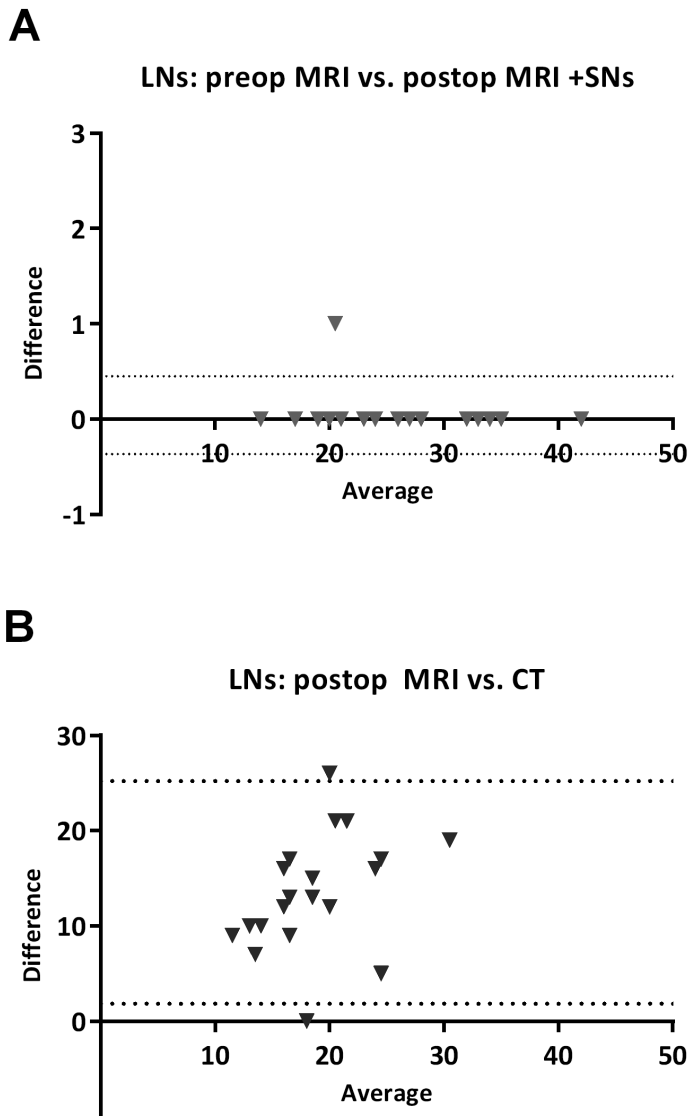 A
LNs: preop MRI vs. postop MRI +SNs
3
2
1
0
-1
Difference
10 20 30 40 50
Average
B
LNs: postop MRI vs. CT
30
20
10
0
Difference
10 20 30 40 50
Average